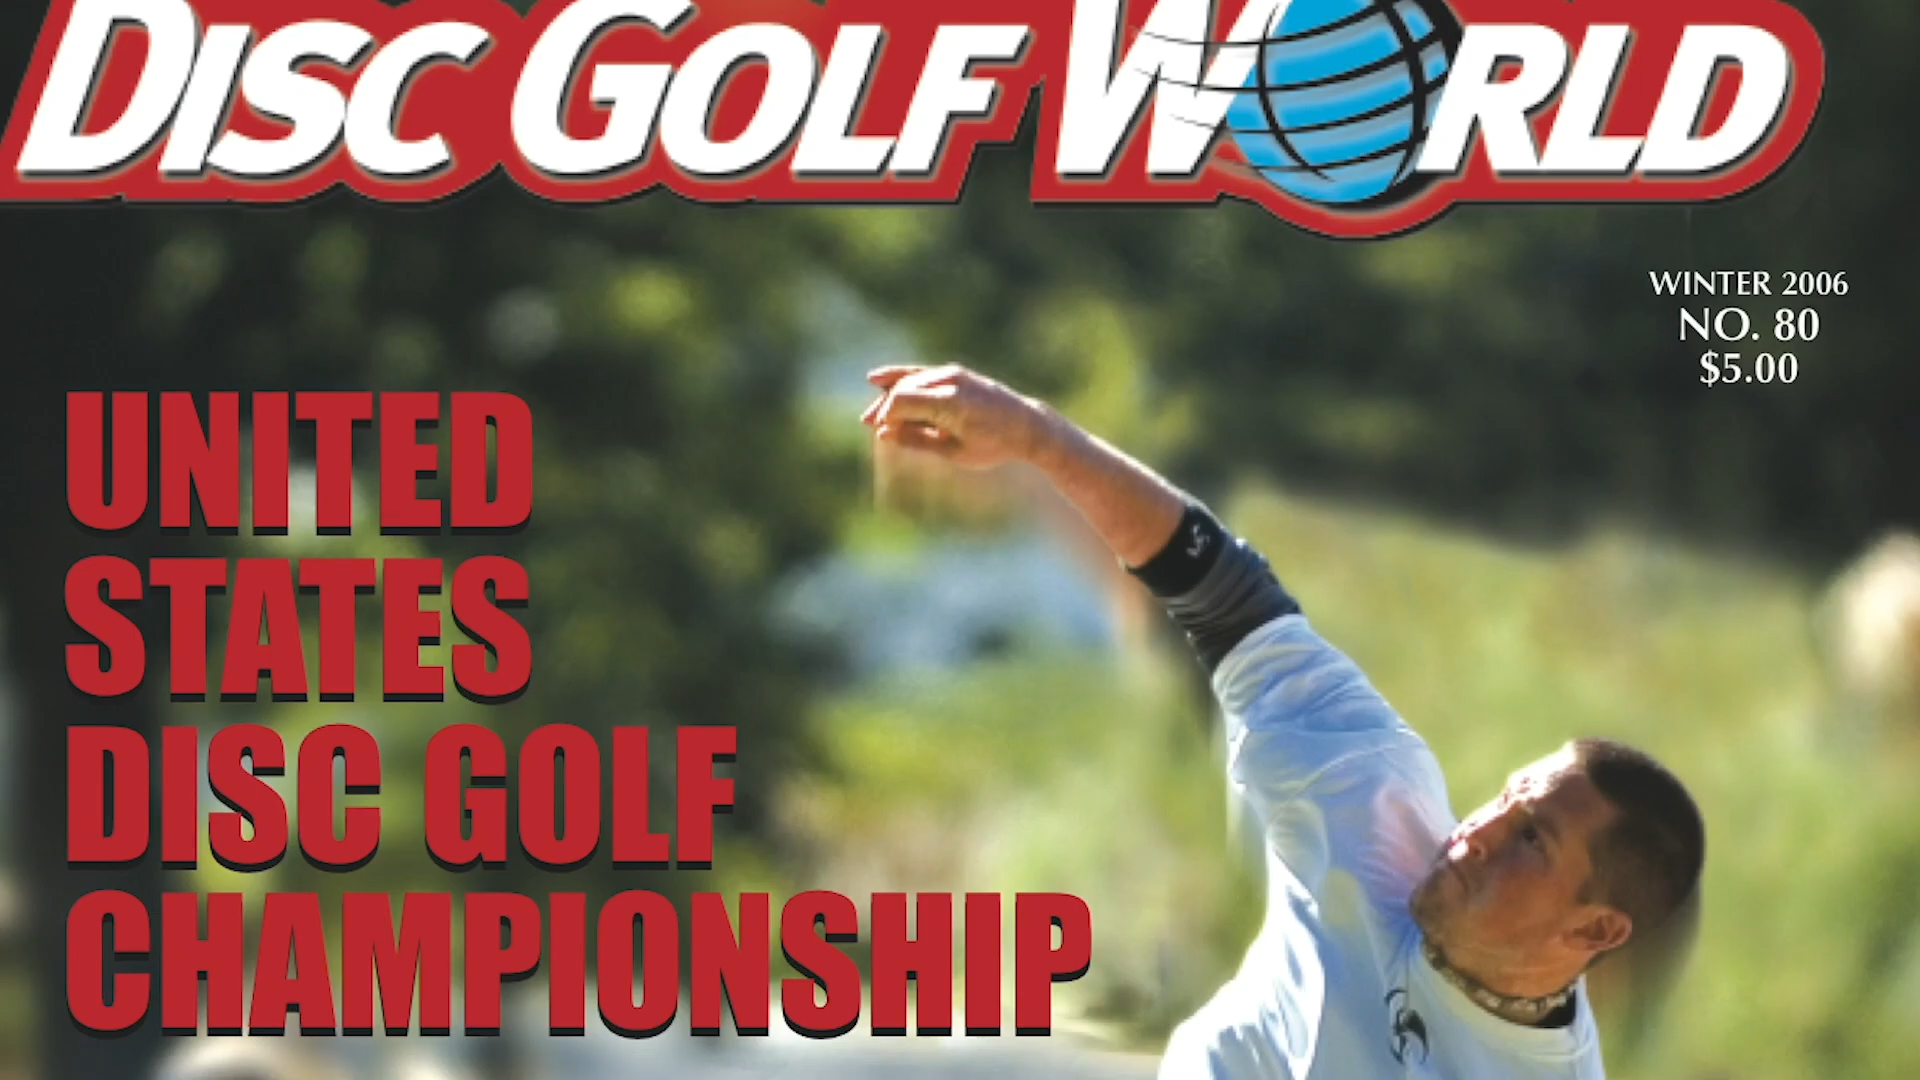 DISC GOLF WORLD
WINTER 2006
NO. 80
$5.00
UNITED
STATES
DISC GOLF
CHAMPIONSHIP